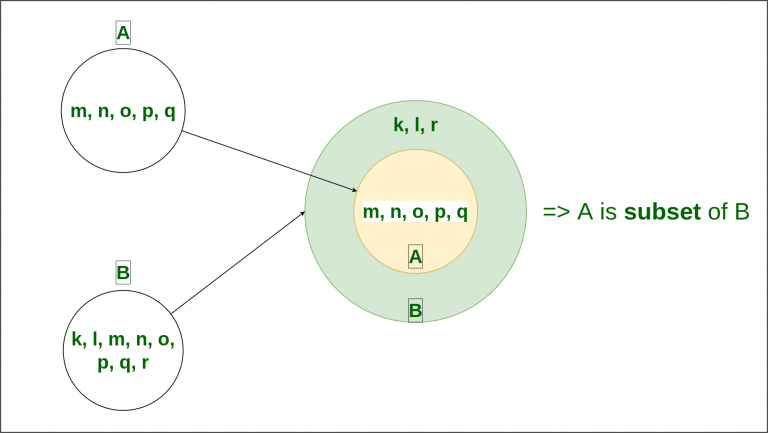 A
m, n, o, p, q
B
k, l, m, n, o,
p, q, r
k, l, r
m, n, o, p, q
A
B
=> A is subset of B